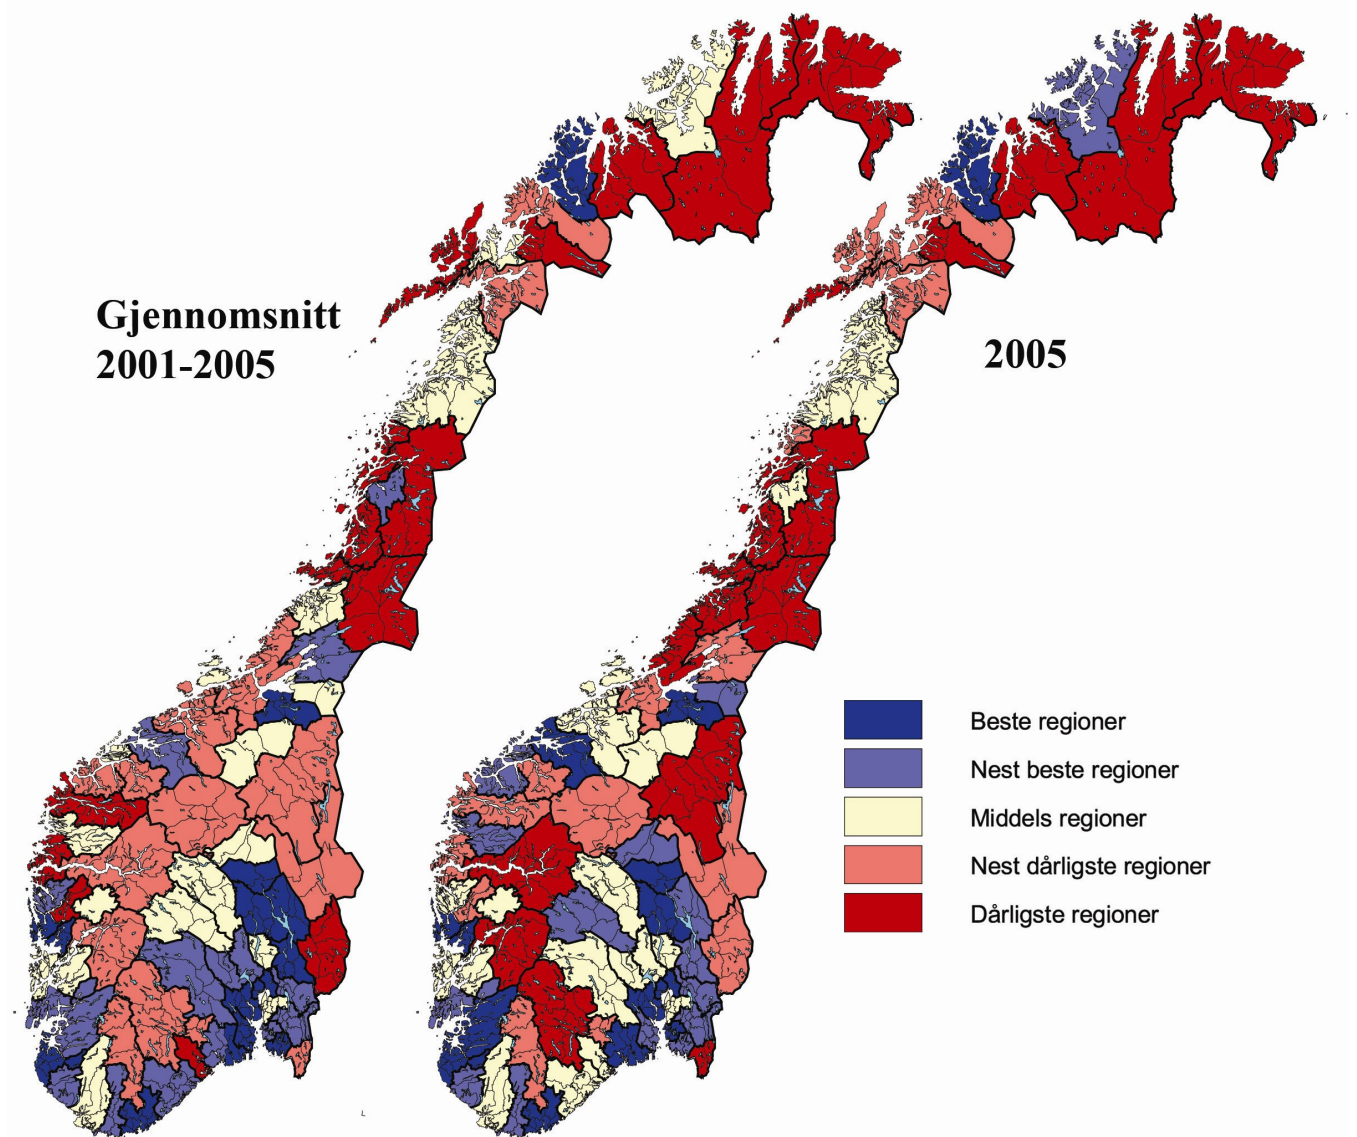 Gjennomsnitt
2001-2005
2005
Beste regioner
Nest beste regioner
Middels regioner
Nest dårligste regioner
Dårligste regioner